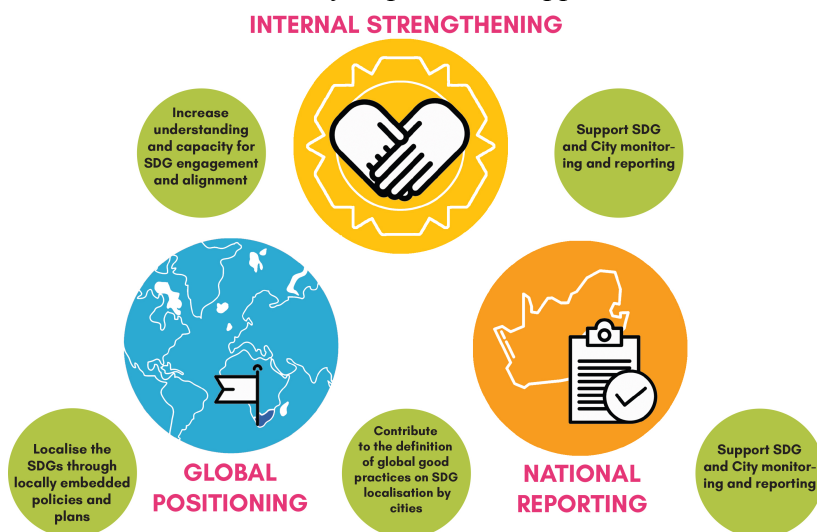 INTERNAL STRENGTHENING
Increase
understanding
and capacity for
SDG engagement
and alignment
Support SDG
and City monitor-
ing and reporting
Localise the
SDGs through
locally embedded
policies and
plans
GLOBAL
POSITIONING
Contribute
to the definition
of global good
practices on SDG
localisation by
cities
NATIONAL
REPORTING
Support SDG
and City monitor-
ing and reporting